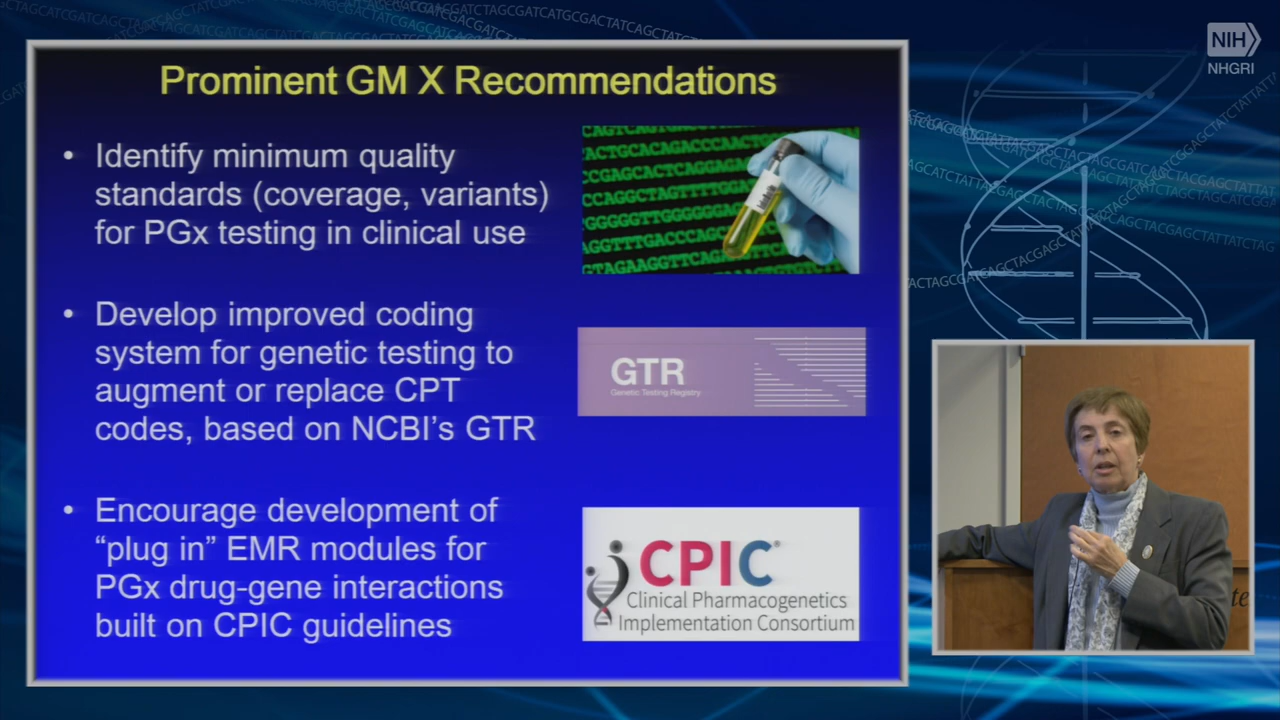 NIH
NHGRI
Prominent GM X Recommendations
• Identify minimum quality
standards (coverage, variants)
for PGx testing in clinical use
• Develop improved coding
system for genetic testing to
augment or replace CPT
codes, based on NCBI's GTR
• Encourage development of
“plug in” EMR modules for
PGx drug-gene interactions
built on CPIC guidelines
GTR
Genetic Testing Registry
CPIC®
Clinical Pharmacogenetics
Implementation Consortium